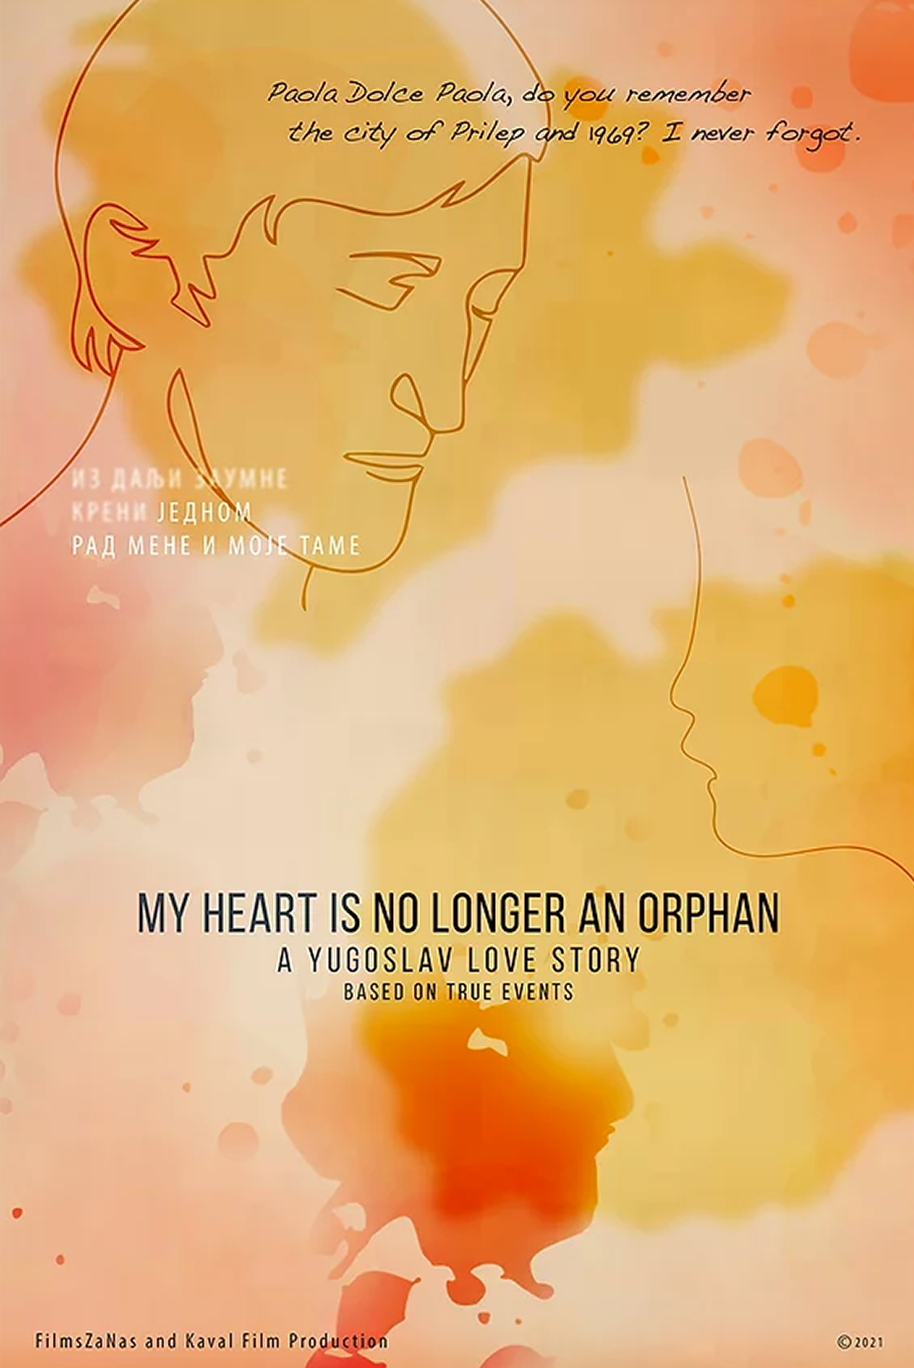 Paola Dolce Paola, do you remember
the city of Prilep and 1969? I never forgot.
ИЗ ДАЉИ ЗАУМНЕ
КРЕНИ ЈЕДНОМ
РАД МЕНЕ И МОЈЕ ТАМЕ
MY HEART IS NO LONGER AN ORPHAN
A YUGOSLAV LOVE STORY
BASED ON TRUE EVENTS
FilmsZaNas and Kaval Film Production
©2021